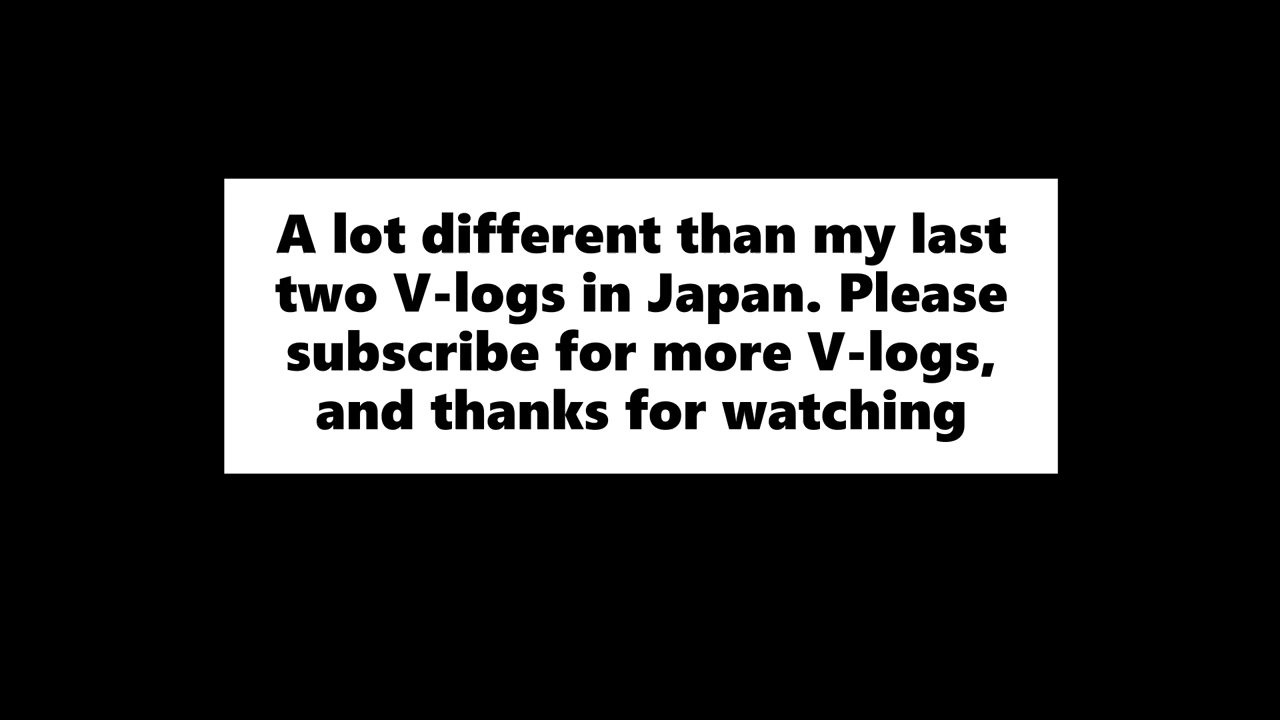 A lot different than my last
two V-logs in Japan. Please
subscribe for more V-logs,
and thanks for watching